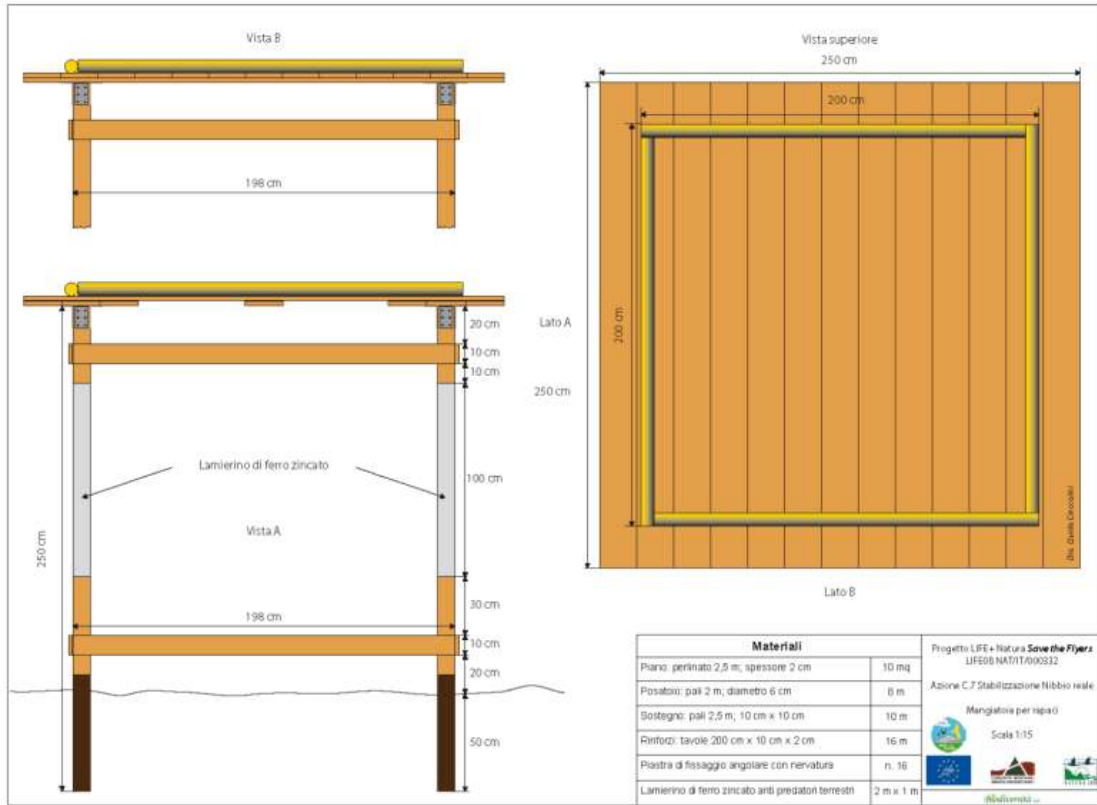 Vista B
198 cm
20 cm
10 cm
10 cm
Lamierino di ferro zincato
100 cm
Vista A
250 cm
30 cm
198 cm
10 cm
20 cm
50 cm
Vista superiore
250 cm
200 cm
Lato A
200 cm
250 cm
Lato B
Materiali
Piano: perlinato 2,5 m; spessore 2 cm 10 mq
Posatoio: pali 2 m; diametro 6 cm 8 m
Sostegno: pali 2,5 m; 10 cm x 10 cm 10 m
Rinforzi: tavole 200 cm x 10 cm x 2 cm 16 m
Piastra di fissaggio angolare con nervatura n. 16
Lamierino di ferro zincato anti predatori terrestri 2 m x 1 m
Progetto LIFE+ Natura Save the Flyers
LIFE08 NAT/IT/000332
Azione C.7 Stabilizzazione Nibbio reale
Mangiatoia per rapaci
Scala 1:15
Biodiversità